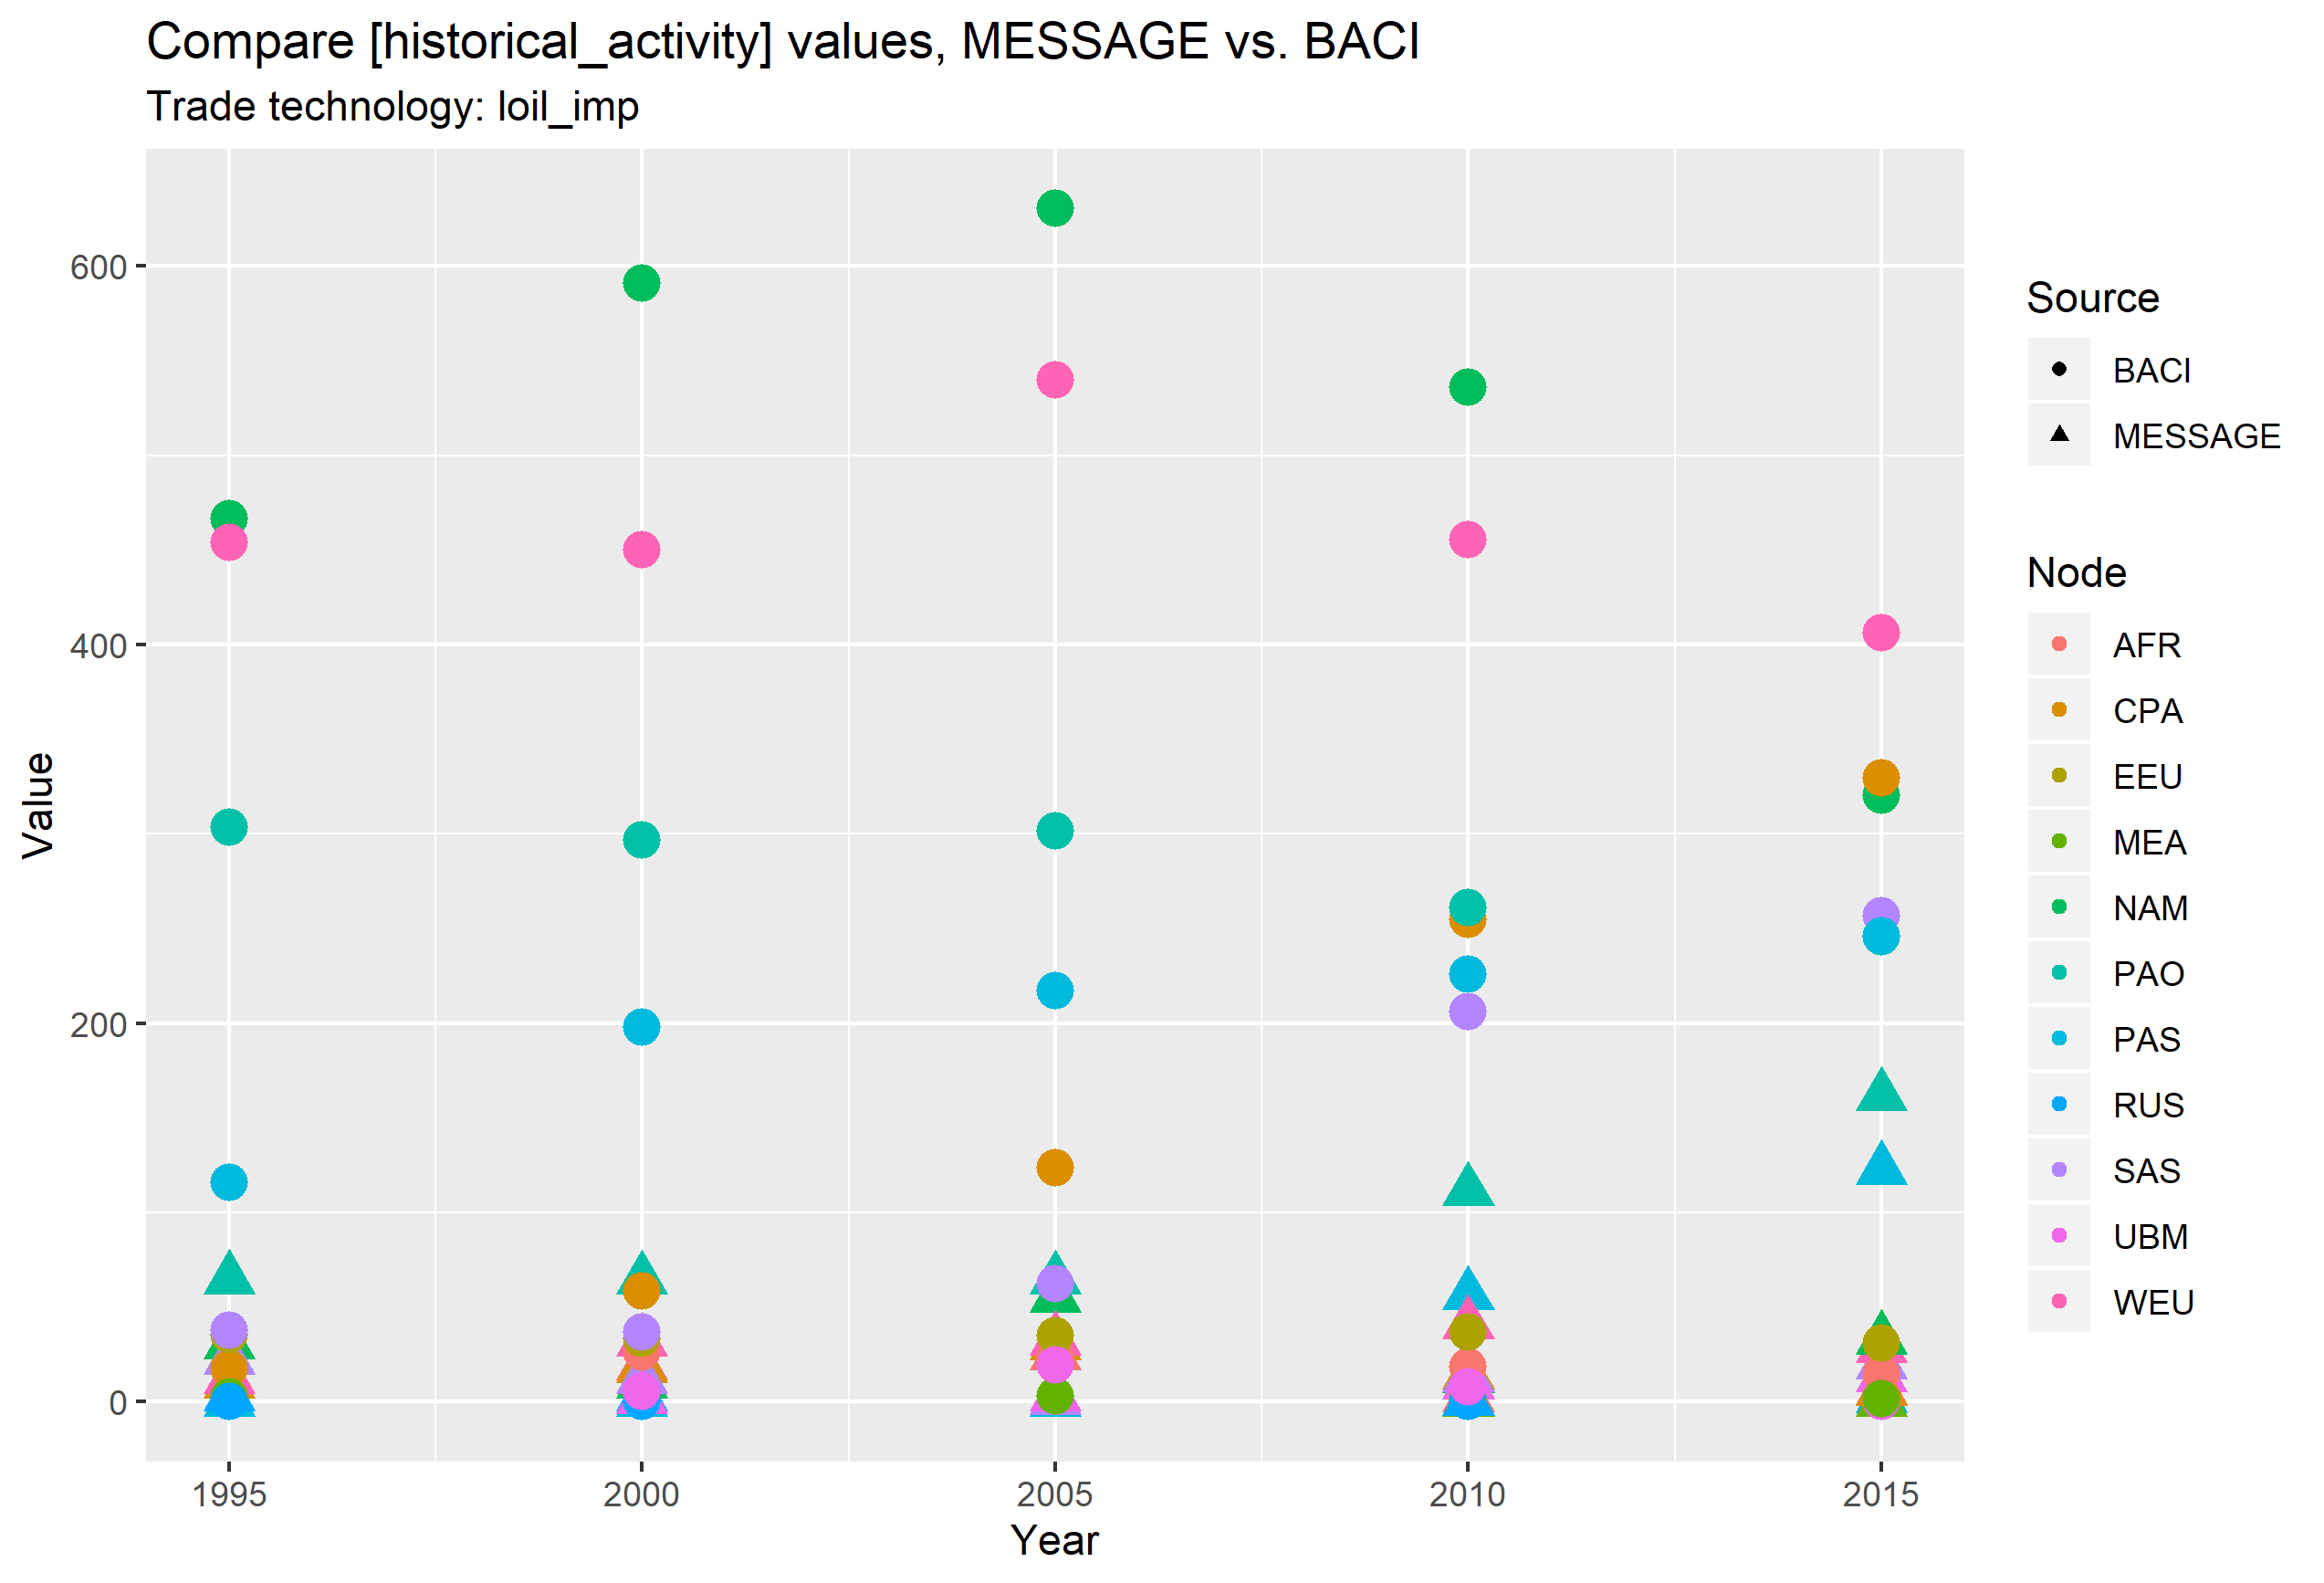 Compare [historical_activity] values, MESSAGE vs. BACI
Trade technology: loil_imp
Value
600
400
200
0
1995 2000 2005 2010 2015
Year
Source
BACI
MESSAGE
Node
AFR
CPA
EEU
MEA
NAM
PAO
PAS
RUS
SAS
UBM
WEU